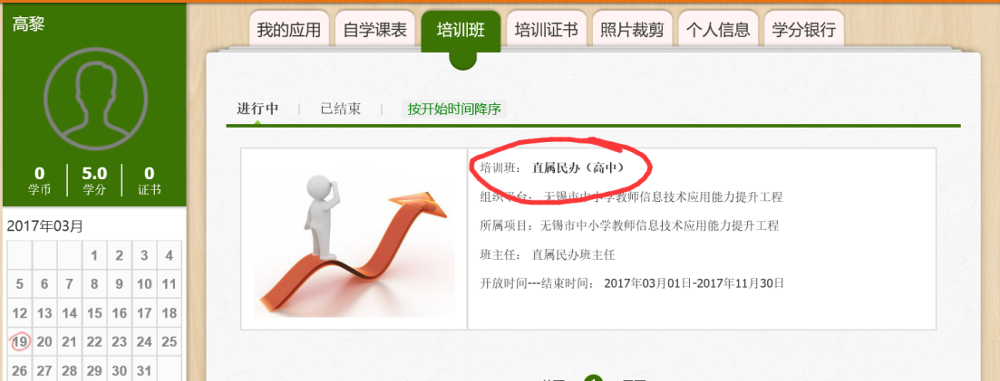 高黎
0 5.0 0
学币 学分 证书
2017年03月
1 2 3 4
5 6 7 8 9 10 11
12 13 14 15 16 17 18
19 20 21 22 23 24 25
26 27 28 29 30 31
我的应用 自学课表 培训班 培训证书 照片裁剪 个人信息 学分银行
进行中 | 已结束 | 按开始时间降序
培训班： 直属民办（高中）
组织平台： 无锡市中小学教师信息技术应用能力提升工程
所属项目：无锡市中小学教师信息技术应用能力提升工程
班主任： 直属民办班主任
开放时间---结束时间： 2017年03月01日-2017年11月30日